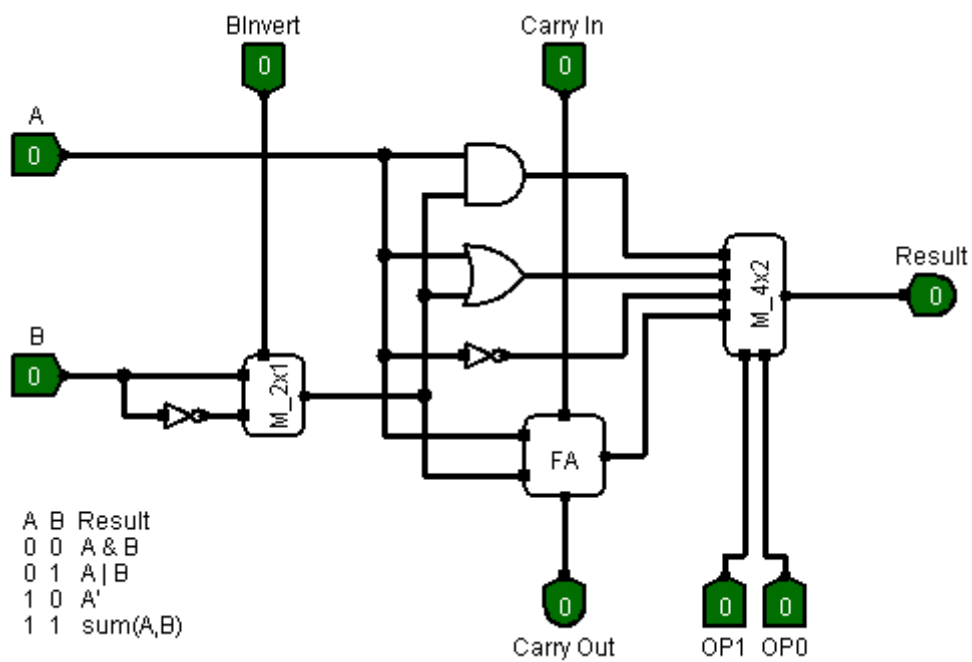 BInvert Carry In
0 0
A
0
M_4x2
Result
0
B
0
M_2x1
FA
A B Result
0 0 A & B
0 1 A | B
1 0 A'
1 1 sum(A,B)
0 0 0
Carry Out OP1 OP0